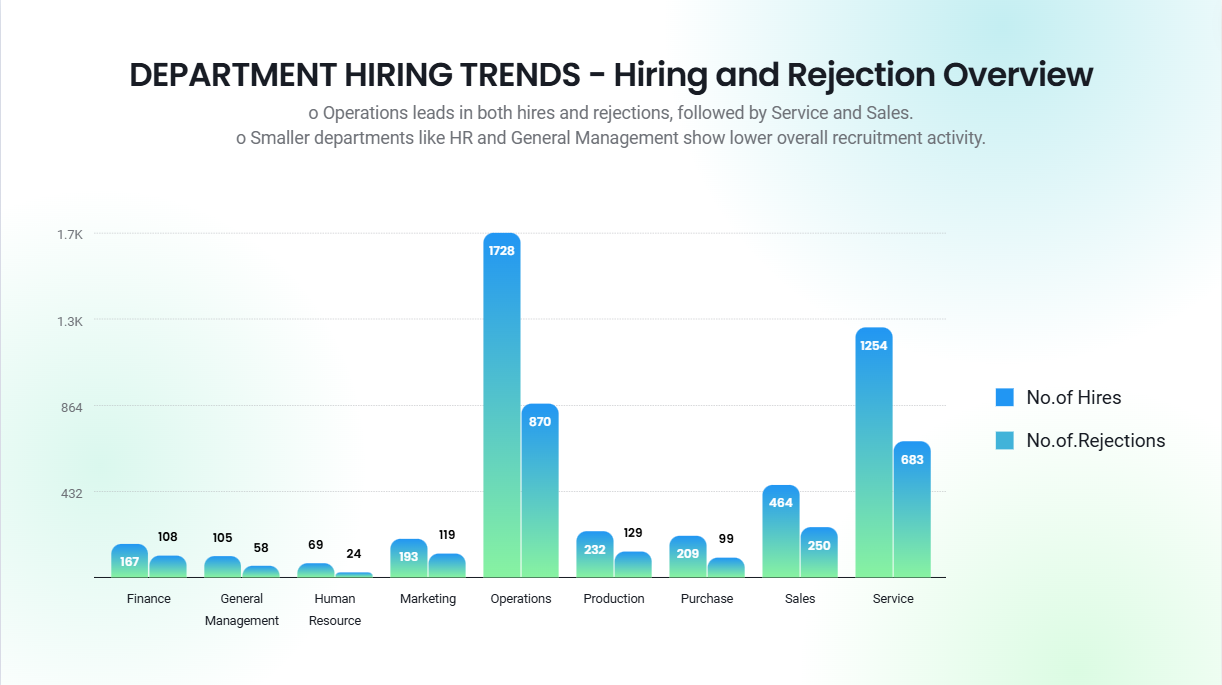 DEPARTMENT HIRING TRENDS - Hiring and Rejection Overview
o Operations leads in both hires and rejections, followed by Service and Sales.
o Smaller departments like HR and General Management show lower overall recruitment activity.
1.7K
1.3K
864
432
167
108
105
58
69
24
193
119
1728
870
232
129
209
99
464
250
1254
683
Finance
General
Management
Human
Resource
Marketing
Operations
Production
Purchase
Sales
Service
No.of Hires
No.of.Rejections